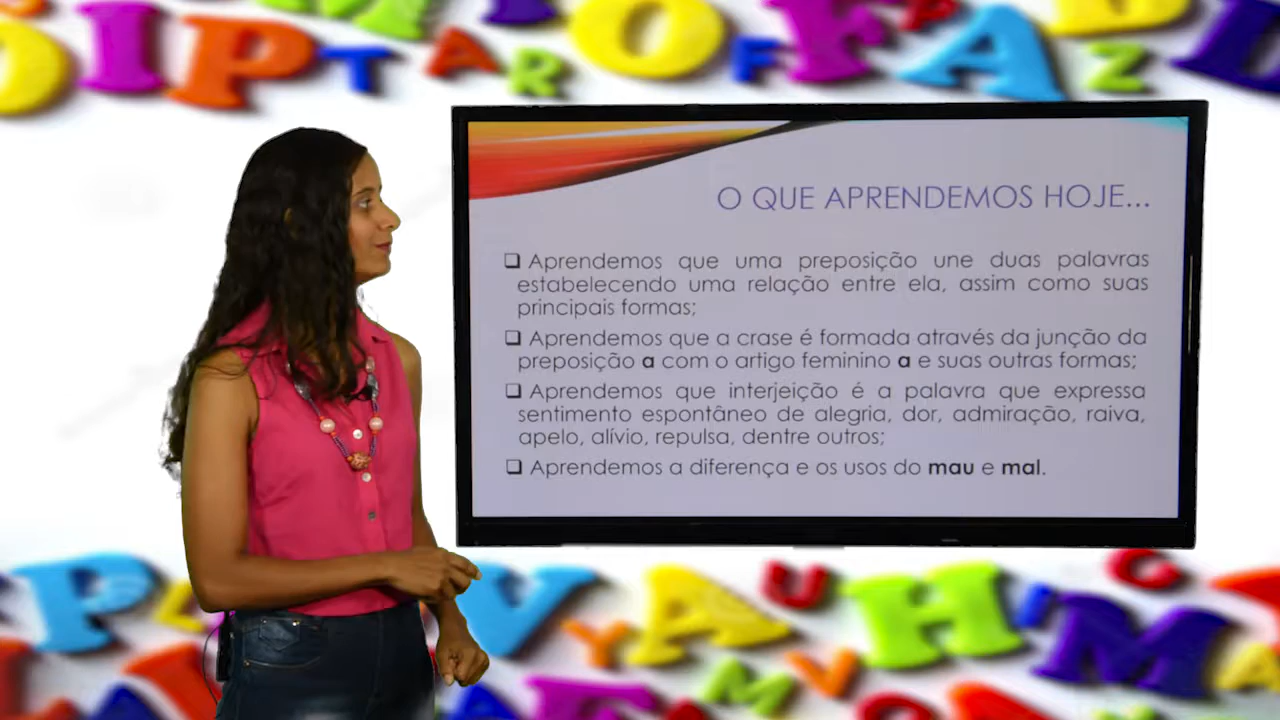 O QUE APRENDEMOS HOJE...
❑ Aprendemos que uma preposição une duas palavras
estabelecendo uma relação entre ela, assim como suas
principais formas;
❑ Aprendemos que a crase é formada através da junção da
preposição a com o artigo feminino a e suas outras formas;
❑ Aprendemos que interjeição é a palavra que expressa
sentimento espontâneo de alegria, dor, admiração, raiva,
apelo, alívio, repulsa, dentre outros;
❑ Aprendemos a diferença e os usos do mau e mal.